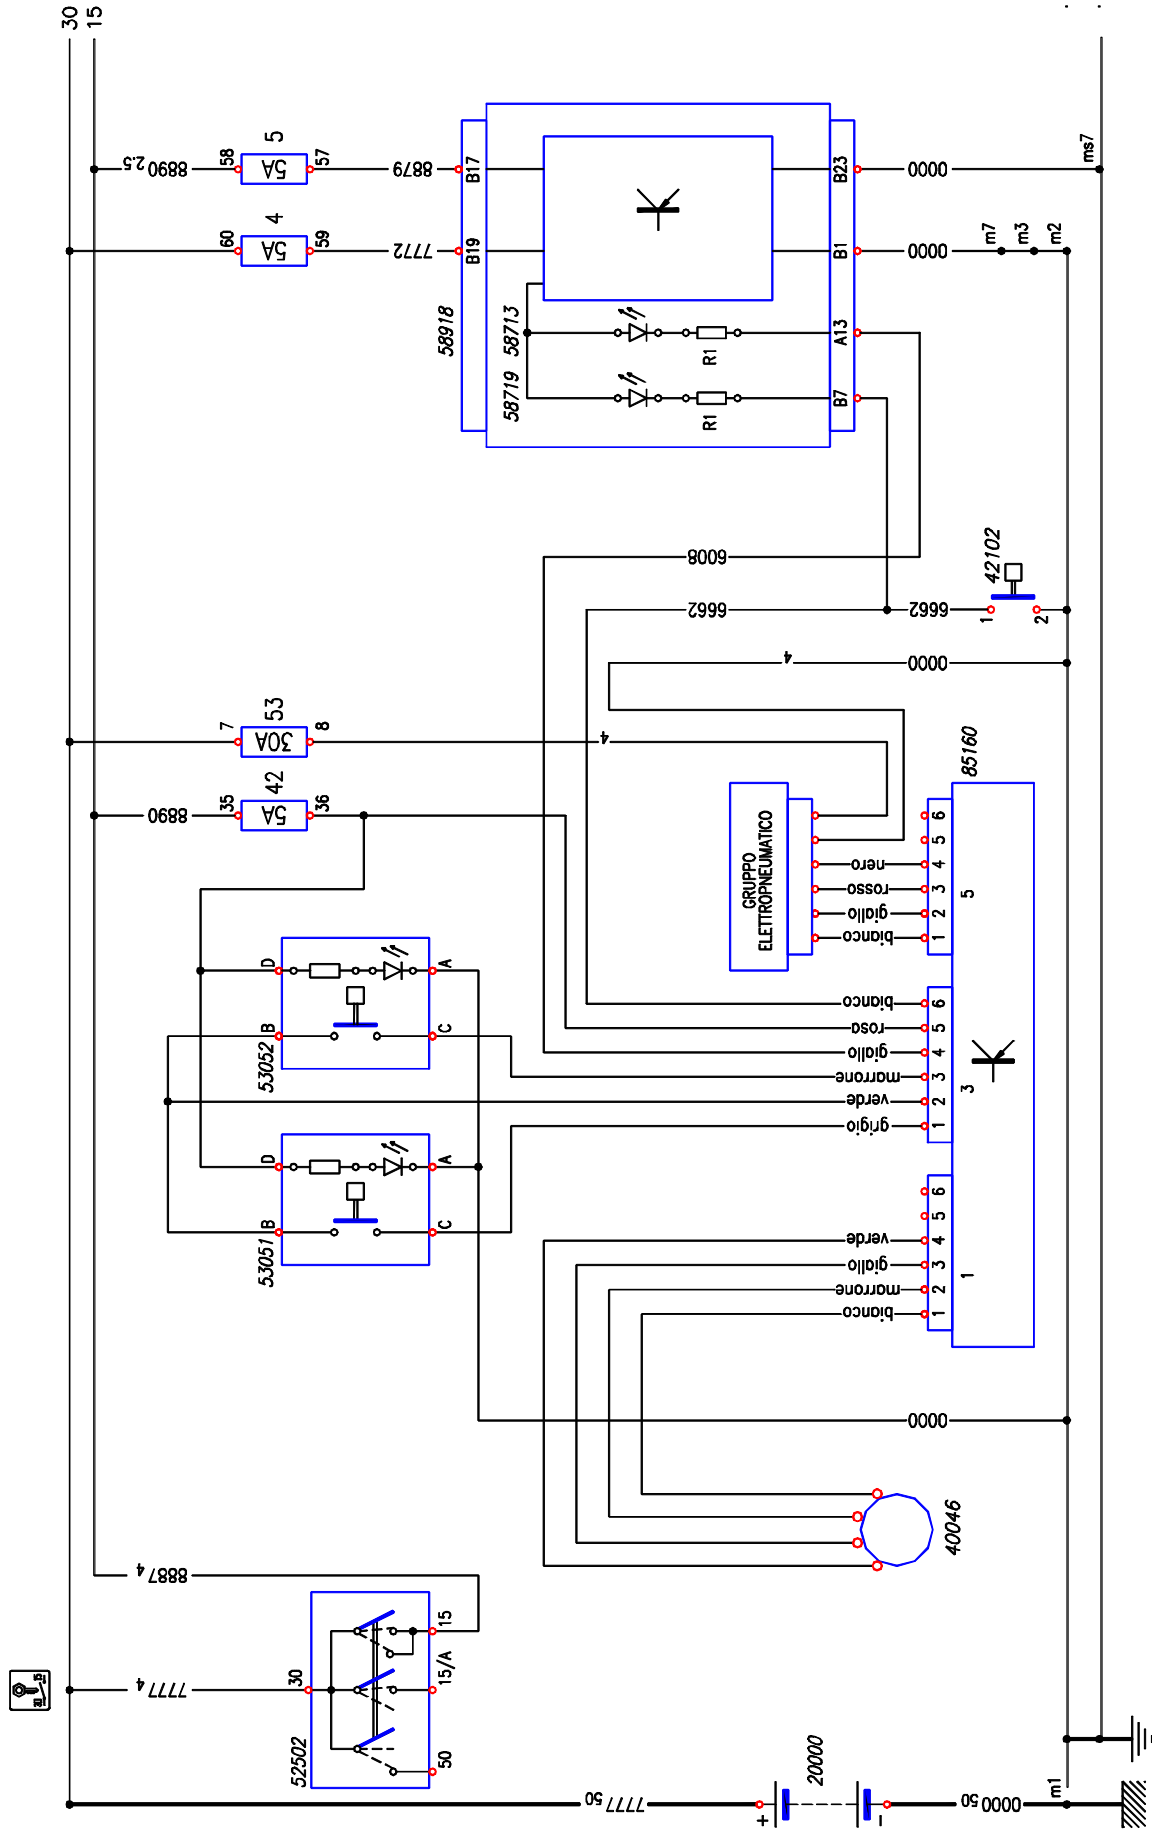 30
15
8890 2.5
58
5A
5
57
8879
B17
B23
0000
ms7
60
5A
4
59
7772
B19
B1
0000
m7
m3
m2
58918
58713
58719
R1
R1
A13
B7
6008
6662
6662
42102
1
2
4
0000
7
30A
53
8
4
8890
35
5A
42
36
GRUPPO
ELETTROPNEUMATICO
85160
6
5
nero
4
rosso
3
giallo
2
bianco
1
5
bianco
6
rosa
5
giallo
4
marrone
3
verde
2
grigio
1
3
6
5
verde
4
giallo
3
marrone
2
bianco
1
1
D
A
B
C
53052
D
A
B
C
53051
0000
40046
8887 4
15
30 15
7777 4
30
15/A
50
52502
7777 50
+
20000
–
0000 50
m1